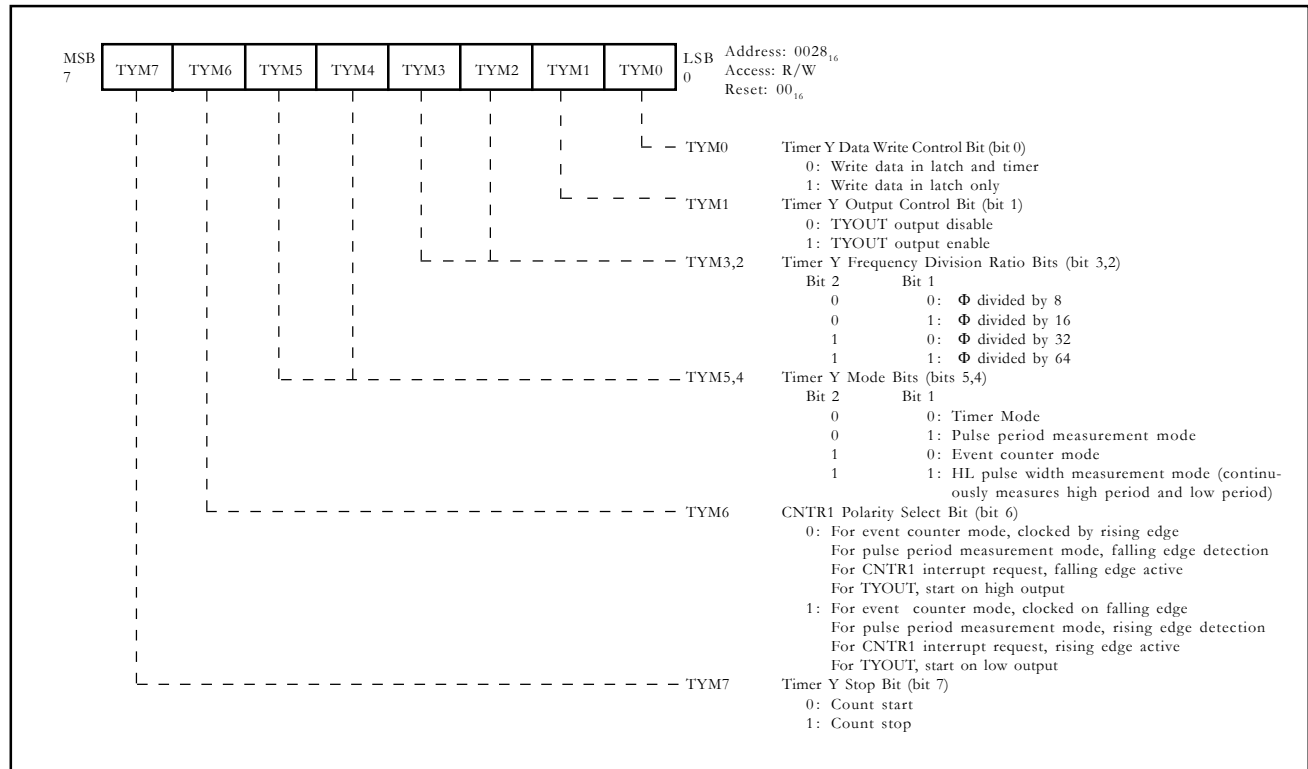 MSB
7
TYM7 TYM6 TYM5 TYM4 TYM3 TYM2 TYM1 TYM0
LSB
0
Address: 0028₁₆
Access: R/W
Reset: 00₁₆
TYM0 Timer Y Data Write Control Bit (bit 0)
0: Write data in latch and timer
1: Write data in latch only
TYM1 Timer Y Output Control Bit (bit 1)
0: TYOUT output disable
1: TYOUT output enable
TYM3,2 Timer Y Frequency Division Ratio Bits (bit 3,2)
Bit 2 Bit 1
0 0: Φ divided by 8
0 1: Φ divided by 16
1 0: Φ divided by 32
1 1: Φ divided by 64
TYM5,4 Timer Y Mode Bits (bits 5,4)
Bit 2 Bit 1
0 0: Timer Mode
0 1: Pulse period measurement mode
1 0: Event counter mode
1 1: HL pulse width measurement mode (continu-
ously measures high period and low period)
TYM6 CNTR1 Polarity Select Bit (bit 6)
0: For event counter mode, clocked by rising edge
For pulse period measurement mode, falling edge detection
For CNTR1 interrupt request, falling edge active
For TYOUT, start on high output
1: For event counter mode, clocked on falling edge
For pulse period measurement mode, rising edge detection
For CNTR1 interrupt request, rising edge active
For TYOUT, start on low output
TYM7 Timer Y Stop Bit (bit 7)
0: Count start
1: Count stop